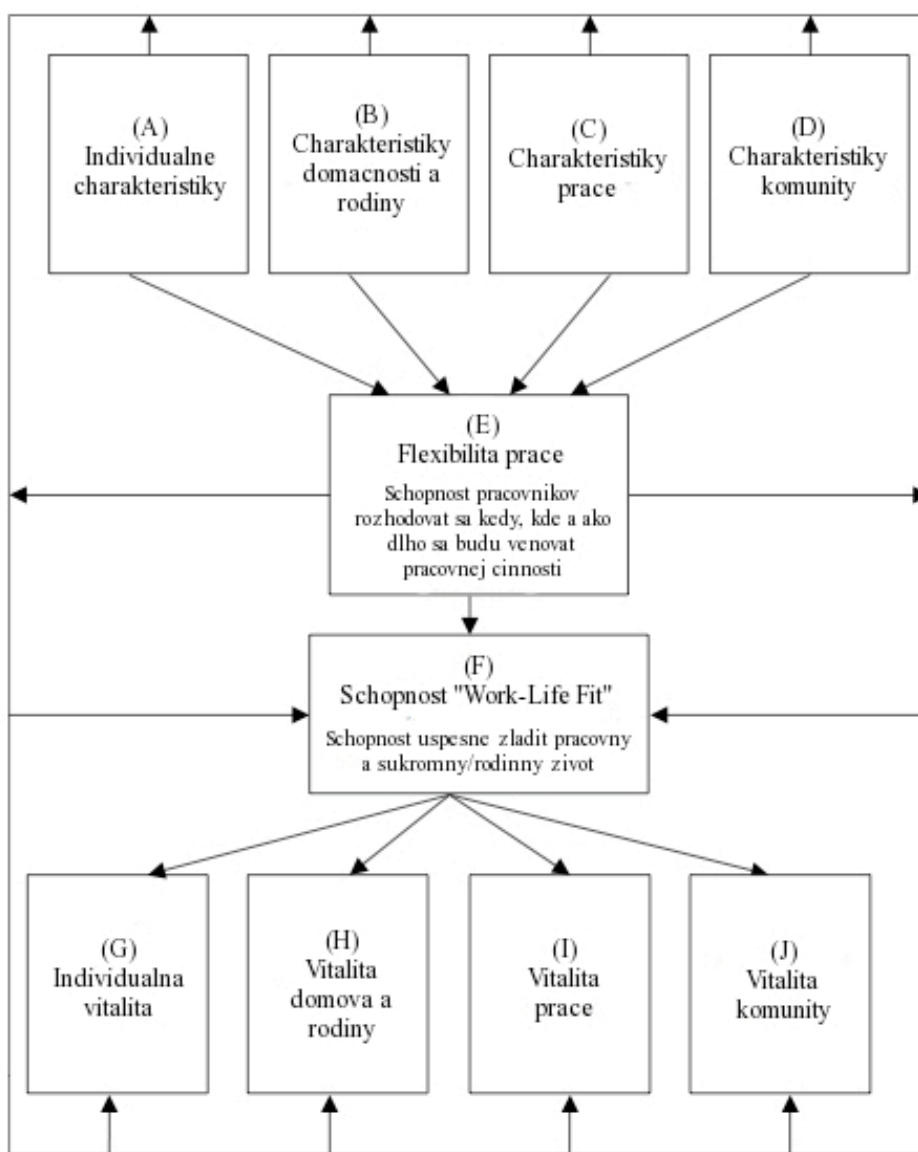 (A)
Individualne
charakteristiky
(B)
Charakteristiky
domacnosti a
rodiny
(C)
Charakteristiky
prace
(D)
Charakteristiky
komunity
(E)
Flexibilita prace
Schopnost pracovnikov
rozhodovat sa kedy, kde a ako
dlho sa budu venovat
pracovnej cinnosti
(F)
Schopnost "Work-Life Fit"
Schopnost uspesne zladit pracovny
a sukromny/rodinny zivot
(G)
Individualna
vitalita
(H)
Vitalita
domova a
rodiny
(I)
Vitalita
prace
(J)
Vitalita
komunity